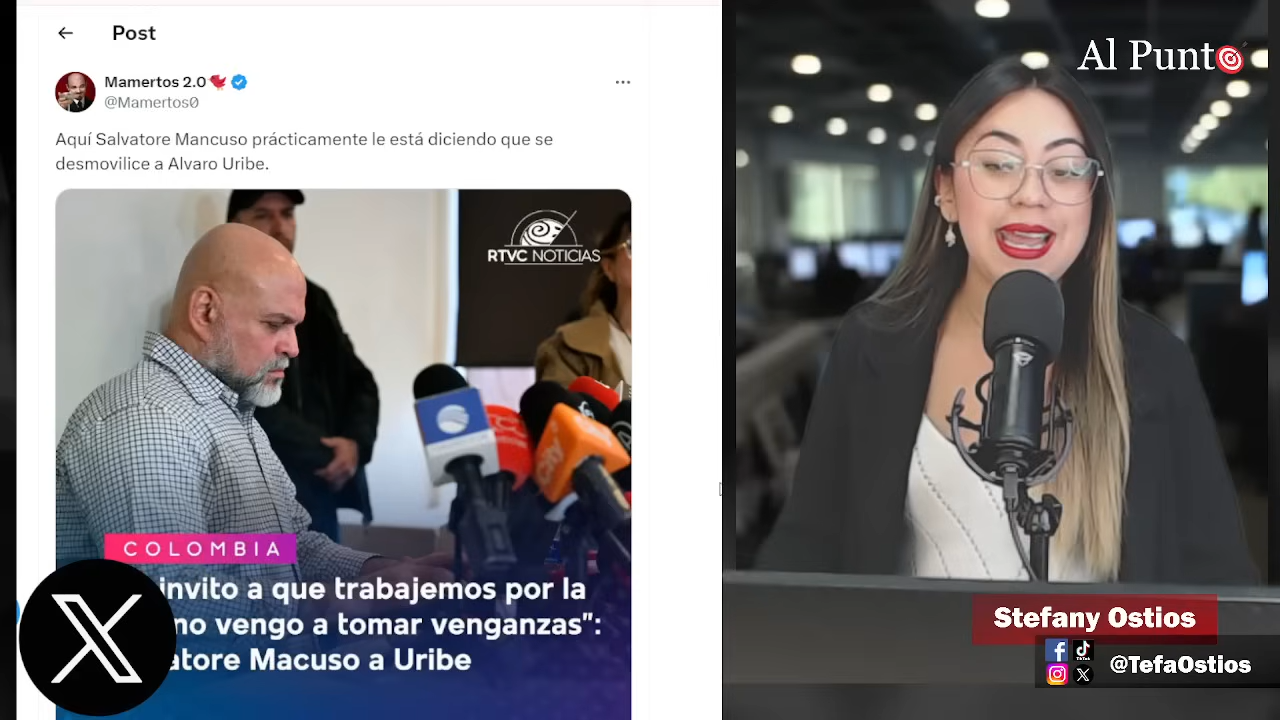 Post
Mamertos 2.0
@Mamertos0
Aquí Salvatore Mancuso prácticamente le está diciendo que se
desmovilice a Alvaro Uribe.
RTVC NOTICIAS
COLOMBIA
invito a que trabajemos por la
no vengo a tomar venganzas":
atore Macuso a Uribe
Al Punto
Stefany Ostios
@TefaOstios